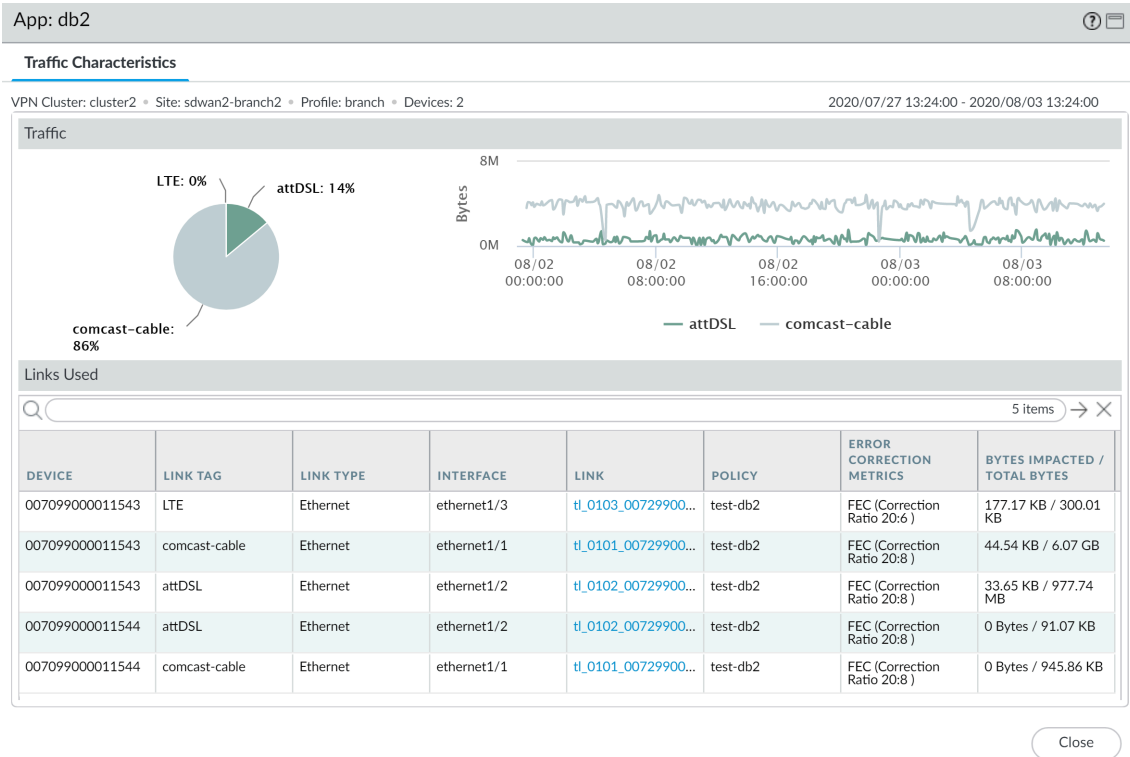 App: db2
Traffic Characteristics
VPN Cluster: cluster2 • Site: sdwan2-branch2 • Profile: branch • Devices: 2
2020/07/27 13:24:00 - 2020/08/03 13:24:00
Traffic
LTE: 0%
attDSL: 14%
comcast-cable:
86%
8M
Bytes
0M
08/02
00:00:00
08/02
08:00:00
08/02
16:00:00
08/03
00:00:00
08/03
08:00:00
attDSL
comcast-cable
Links Used
5 items
DEVICE
LINK TAG
LINK TYPE
INTERFACE
LINK
POLICY
ERROR
CORRECTION
METRICS
BYTES IMPACTED /
TOTAL BYTES
007099000011543
LTE
Ethernet
ethernet1/3
tl_0103_00729900...
test-db2
FEC (Correction
Ratio 20:6 )
177.17 KB / 300.01
KB
007099000011543
comcast-cable
Ethernet
ethernet1/1
tl_0101_00729900...
test-db2
FEC (Correction
Ratio 20:8 )
44.54 KB / 6.07 GB
007099000011543
attDSL
Ethernet
ethernet1/2
tl_0102_00729900...
test-db2
FEC (Correction
Ratio 20:8 )
33.65 KB / 977.74
MB
007099000011544
attDSL
Ethernet
ethernet1/2
tl_0102_00729900...
test-db2
FEC (Correction
Ratio 20:8 )
0 Bytes / 91.07 KB
007099000011544
comcast-cable
Ethernet
ethernet1/1
tl_0101_00729900...
test-db2
FEC (Correction
Ratio 20:8 )
0 Bytes / 945.86 KB
Close